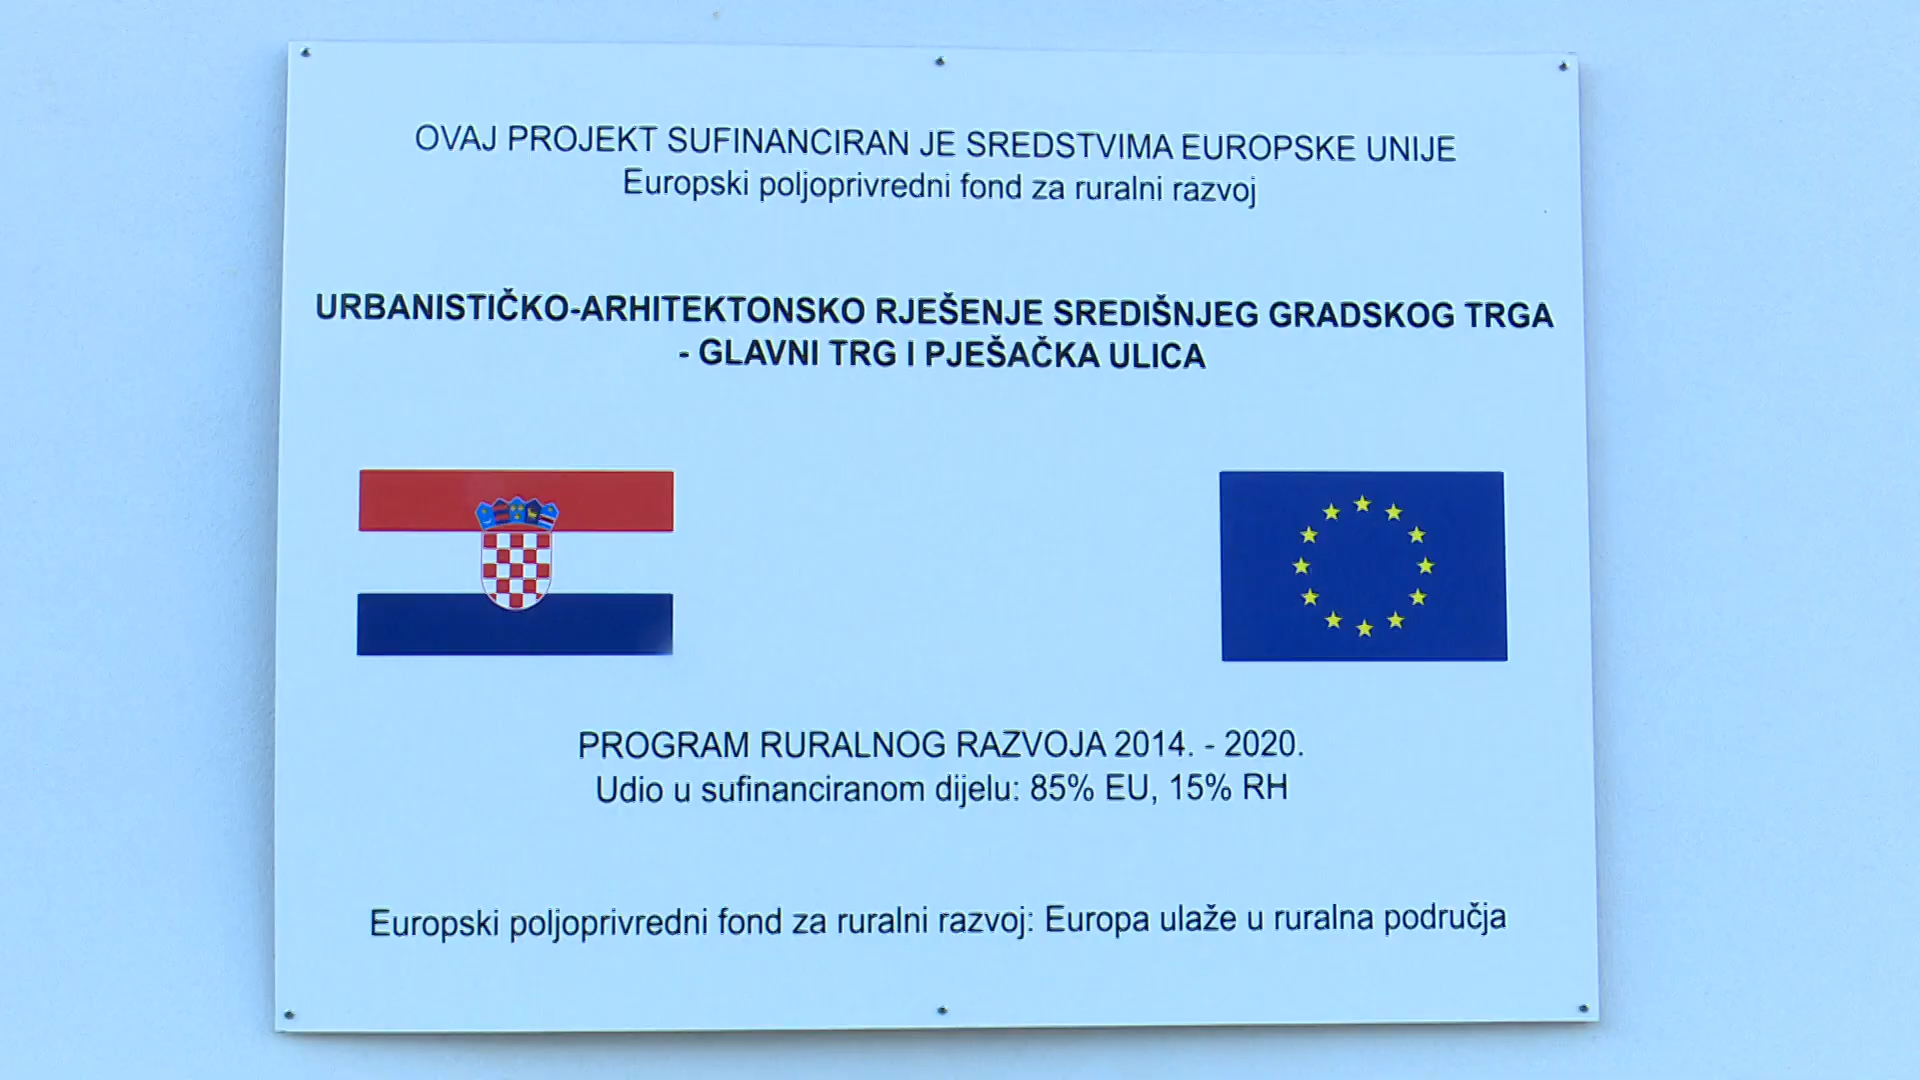 OVAJ PROJEKT SUFINANCIRAN JE SREDSTVIMA EUROPSKE UNIJE
Europski poljoprivredni fond za ruralni razvoj
URBANISTIČKO-ARHITEKTONSKO RJEŠENJE SREDIŠNJEG GRADSKOG TRGA
- GLAVNI TRG I PJEŠAČKA ULICA
PROGRAM RURALNOG RAZVOJA 2014. - 2020.
Udio u sufinanciranom dijelu: 85% EU, 15% RH
Europski poljoprivredni fond za ruralni razvoj: Europa ulaže u ruralna područja